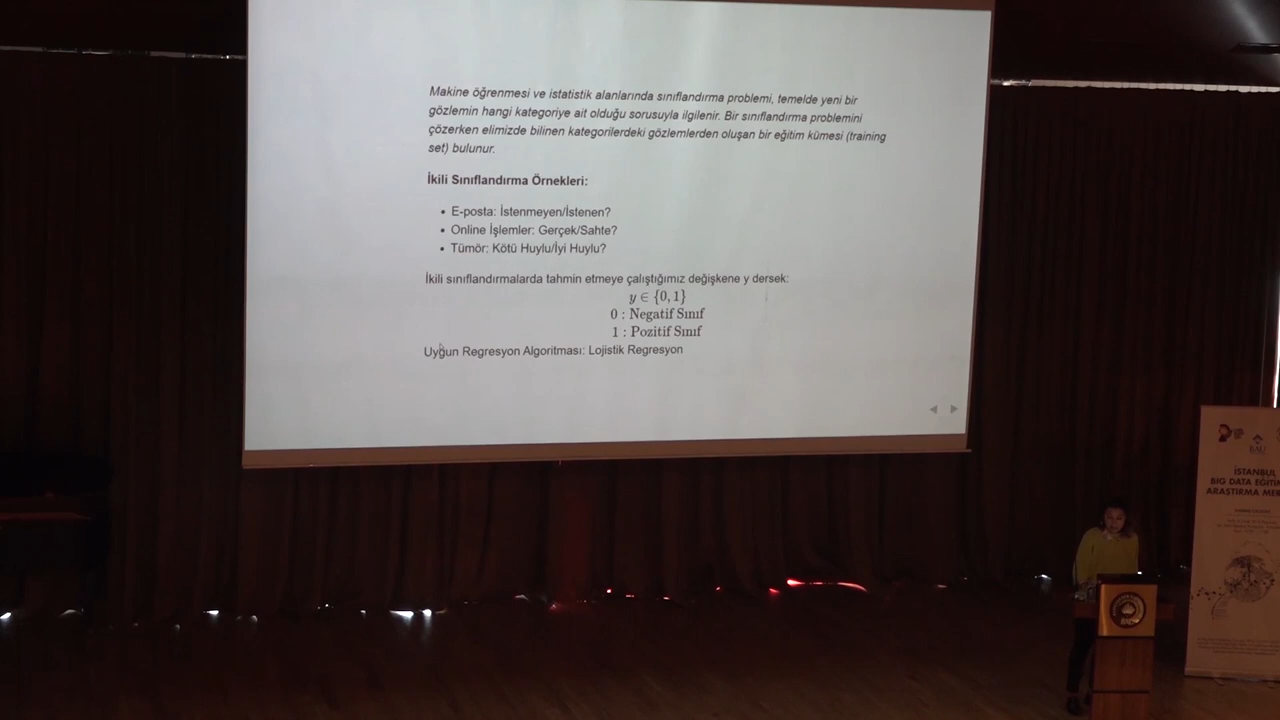 Makine öğrenmesi ve istatistik alanlarında sınıflandırma problemi, temelde yeni bir
gözlemin hangi kategoriye ait olduğu sorusuyla ilgilenir. Bir sınıflandırma problemini
çözerken elimizde bilinen kategorilerdeki gözlemlerden oluşan bir eğitim kümesi (training
set) bulunur.
İkili Sınıflandırma Örnekleri:
• E-posta: İstenmeyen/İstenen?
• Online İşlemler: Gerçek/Sahte?
• Tümör: Kötü Huylu/İyi Huylu?
İkili sınıflandırmalarda tahmin etmeye çalıştığımız değişkene y dersek:
y ∈ {0, 1}
0 : Negatif Sınıf
1 : Pozitif Sınıf
Uygun Regresyon Algoritması: Lojistik Regresyon
BAU
İSTANBUL
BIG DATA EĞİTİM
ARAŞTIRMA MER
BAU